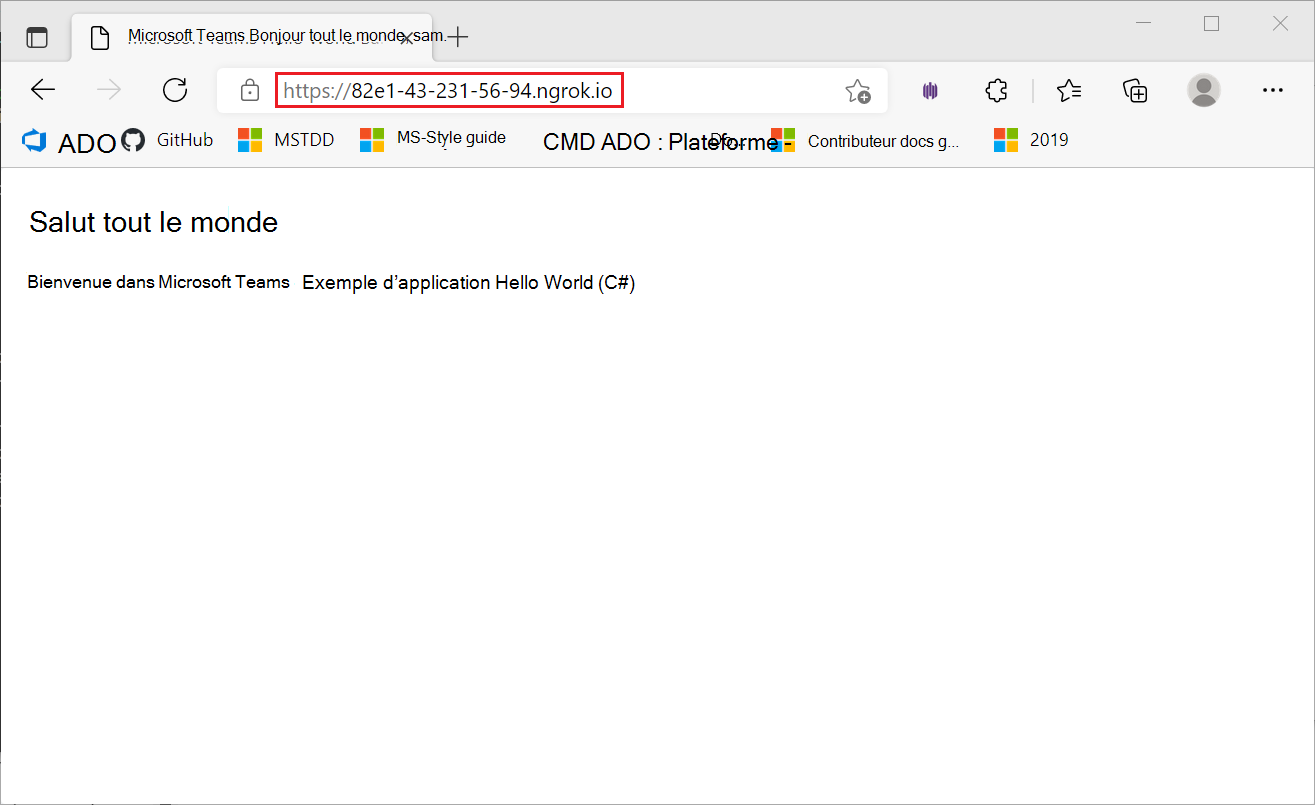 Microsoft Teams Bonjour tout le monde, sam.
https://82e1-43-231-56-94.ngrok.io
ADO GitHub MSTDD MS-Style guide CMD ADO : Plateforme - Contributeur docs g... 2019
Salut tout le monde
Bienvenue dans Microsoft Teams Exemple d’application Hello World (C#)